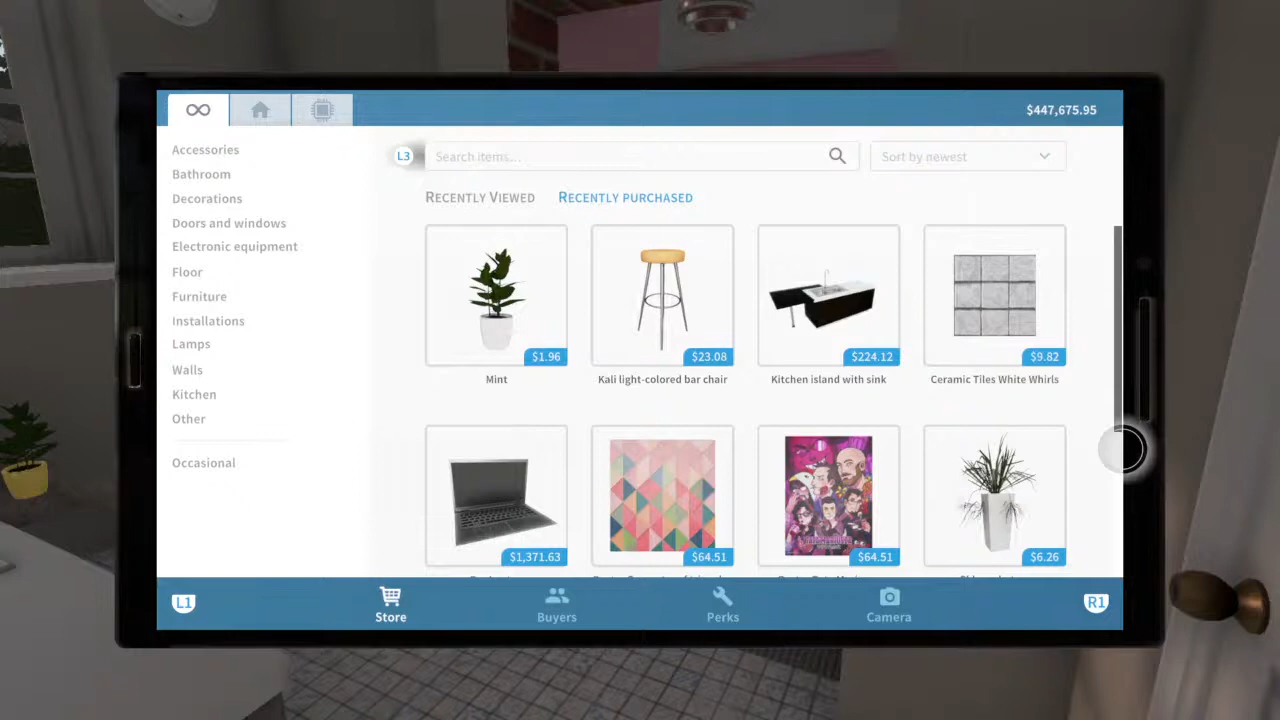 $447,675.95
L3
Search items...
Sort by newest
Accessories
Bathroom
Decorations
Doors and windows
Electronic equipment
Floor
Furniture
Installations
Lamps
Walls
Kitchen
Other
Occasional
RECENTLY VIEWED
RECENTLY PURCHASED
$1.96
$23.08
$224.12
$9.82
Mint
Kali light-colored bar chair
Kitchen island with sink
Ceramic Tiles White Whirls
$1,371.63
$64.51
$64.51
$6.26
L1
Store
Buyers
Perks
Camera
R1